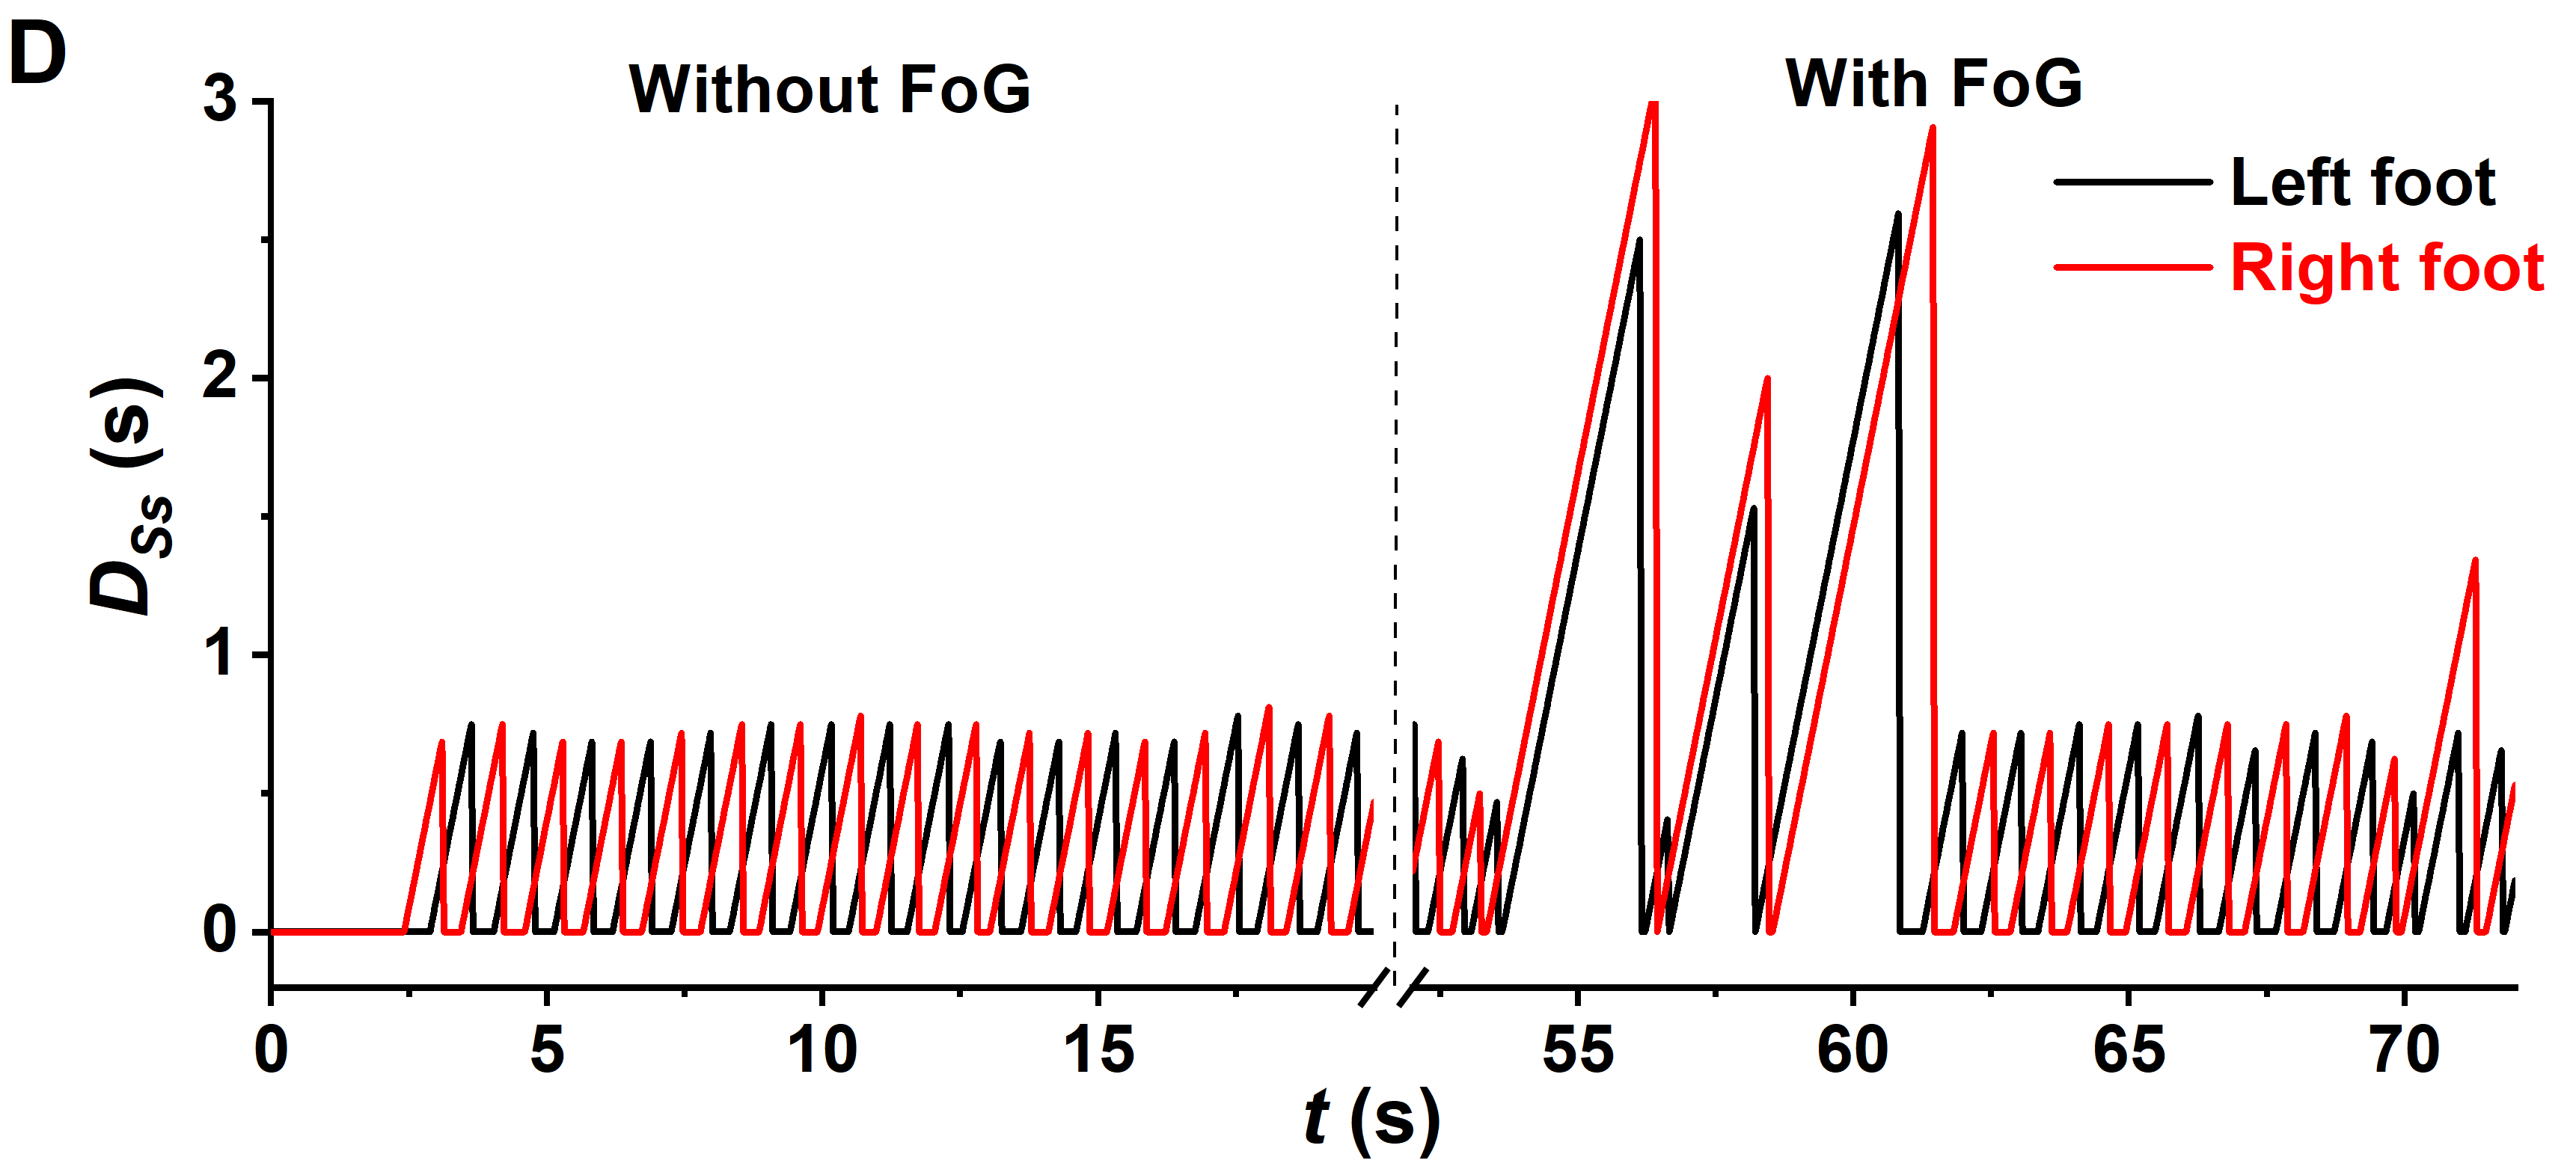 D
Without FoG
With FoG
Left foot
Right foot
3
2
1
0
D_Ss (s)
0 5 10 15 55 60 65 70
t (s)